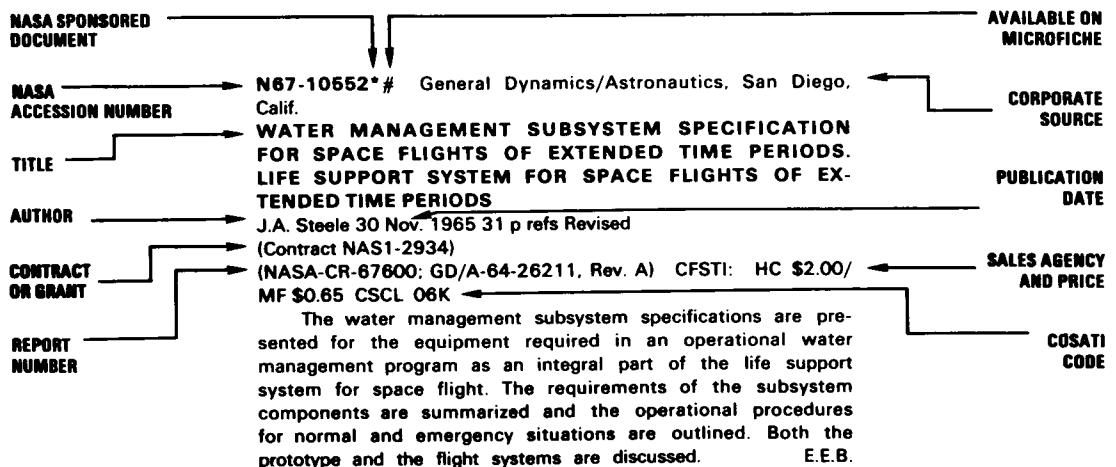 NASA SPONSORED
DOCUMENT
AVAILABLE ON
MICROFICHE
NASA
ACCESSION NUMBER
N67-10552*# General Dynamics/Astronautics, San Diego,
Calif.
CORPORATE
SOURCE
TITLE
WATER MANAGEMENT SUBSYSTEM SPECIFICATION
FOR SPACE FLIGHTS OF EXTENDED TIME PERIODS.
LIFE SUPPORT SYSTEM FOR SPACE FLIGHTS OF EX-
TENDED TIME PERIODS
PUBLICATION
DATE
AUTHOR
J.A. Steele 30 Nov. 1965 31 p refs Revised
CONTRACT
OR GRANT
(Contract NAS1-2934)
(NASA-CR-67600; GD/A-64-26211, Rev. A) CFSTI: HC $2.00/
MF $0.65 CSCL 06K
SALES AGENCY
AND PRICE
REPORT
NUMBER
COSATI
CODE
The water management subsystem specifications are pre-
sented for the equipment required in an operational water
management program as an integral part of the life support
system for space flight. The requirements of the subsystem
components are summarized and the operational procedures
for normal and emergency situations are outlined. Both the
prototype and the flight systems are discussed. E.E.B.